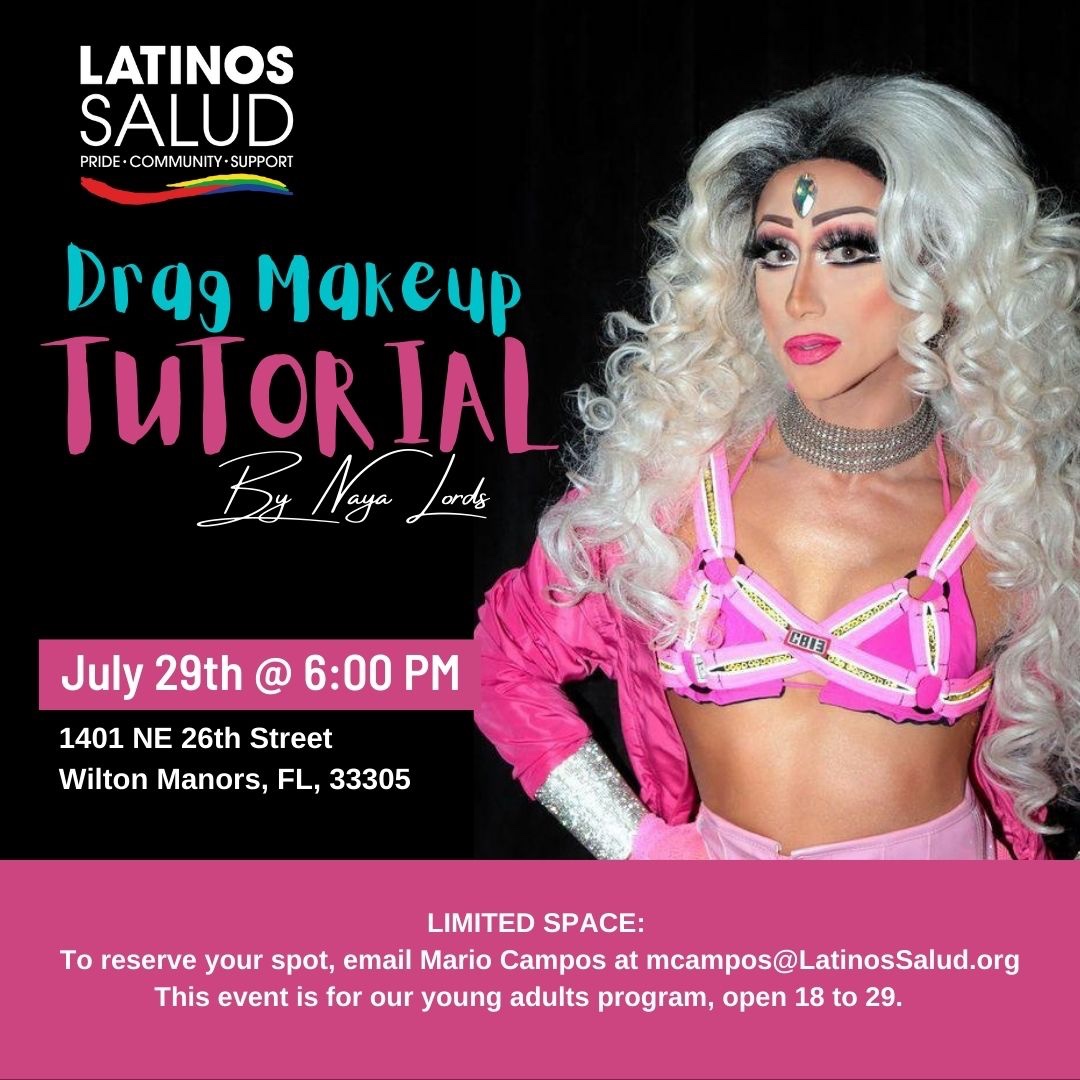 LATINOS
SALUD
PRIDE • COMMUNITY • SUPPORT
Drag Makeup
TUTORIAL
By Naya Lords
July 29th @ 6:00 PM
1401 NE 26th Street
Wilton Manors, FL, 33305
CB13
LIMITED SPACE:
To reserve your spot, email Mario Campos at mcampos@LatinosSalud.org
This event is for our young adults program, open 18 to 29.